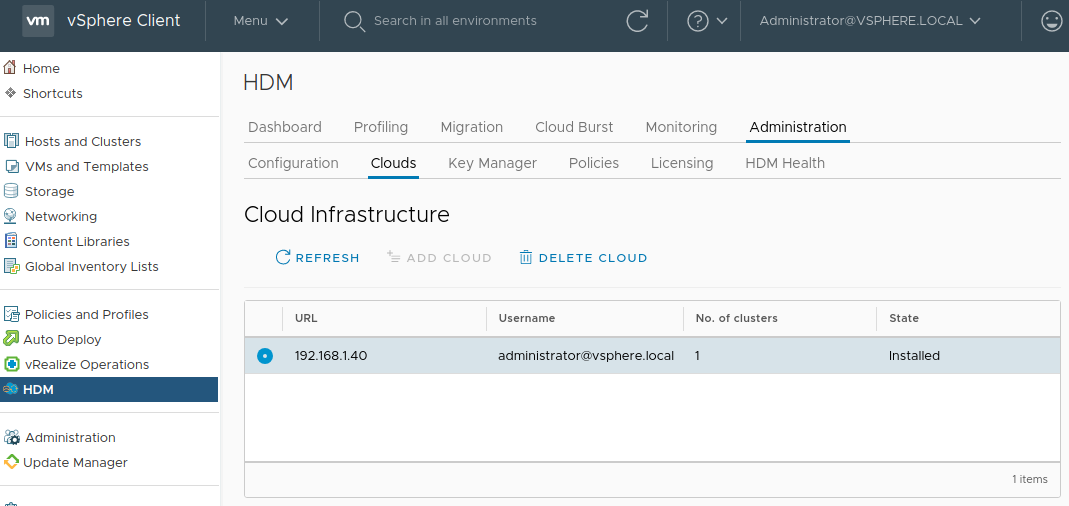 vm vSphere Client Menu Search in all environments ? Administrator@VSPHERE.LOCAL
Home
Shortcuts
Hosts and Clusters
VMs and Templates
Storage
Networking
Content Libraries
Global Inventory Lists
Policies and Profiles
Auto Deploy
vRealize Operations
HDM
Administration
Update Manager
HDM
Dashboard Profiling Migration Cloud Burst Monitoring Administration
Configuration Clouds Key Manager Policies Licensing HDM Health
Cloud Infrastructure
REFRESH ADD CLOUD DELETE CLOUD
URL Username No. of clusters State
192.168.1.40 administrator@vsphere.local 1 Installed
1 items